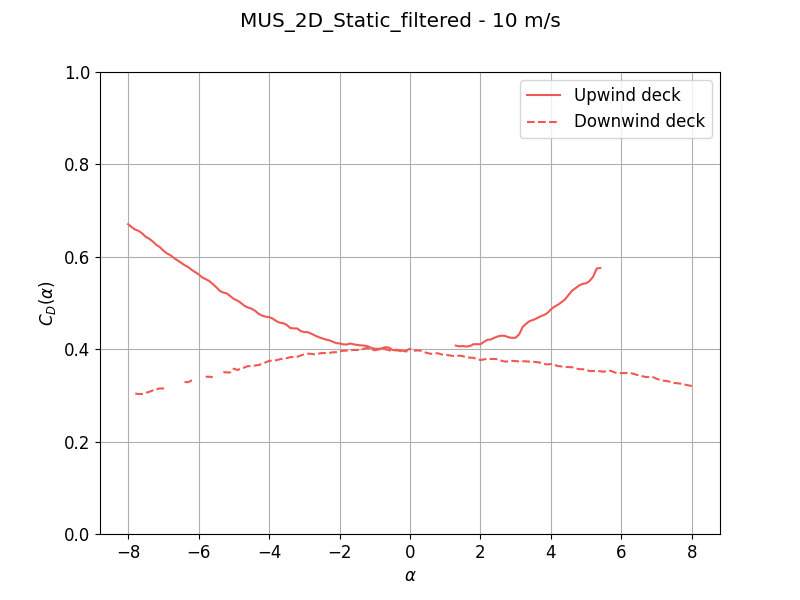 MUS_2D_Static_filtered - 10 m/s
Upwind deck
Downwind deck
1.0
0.8
0.6
0.4
0.2
0.0
C_D(α)
−8 −6 −4 −2 0 2 4 6 8
α